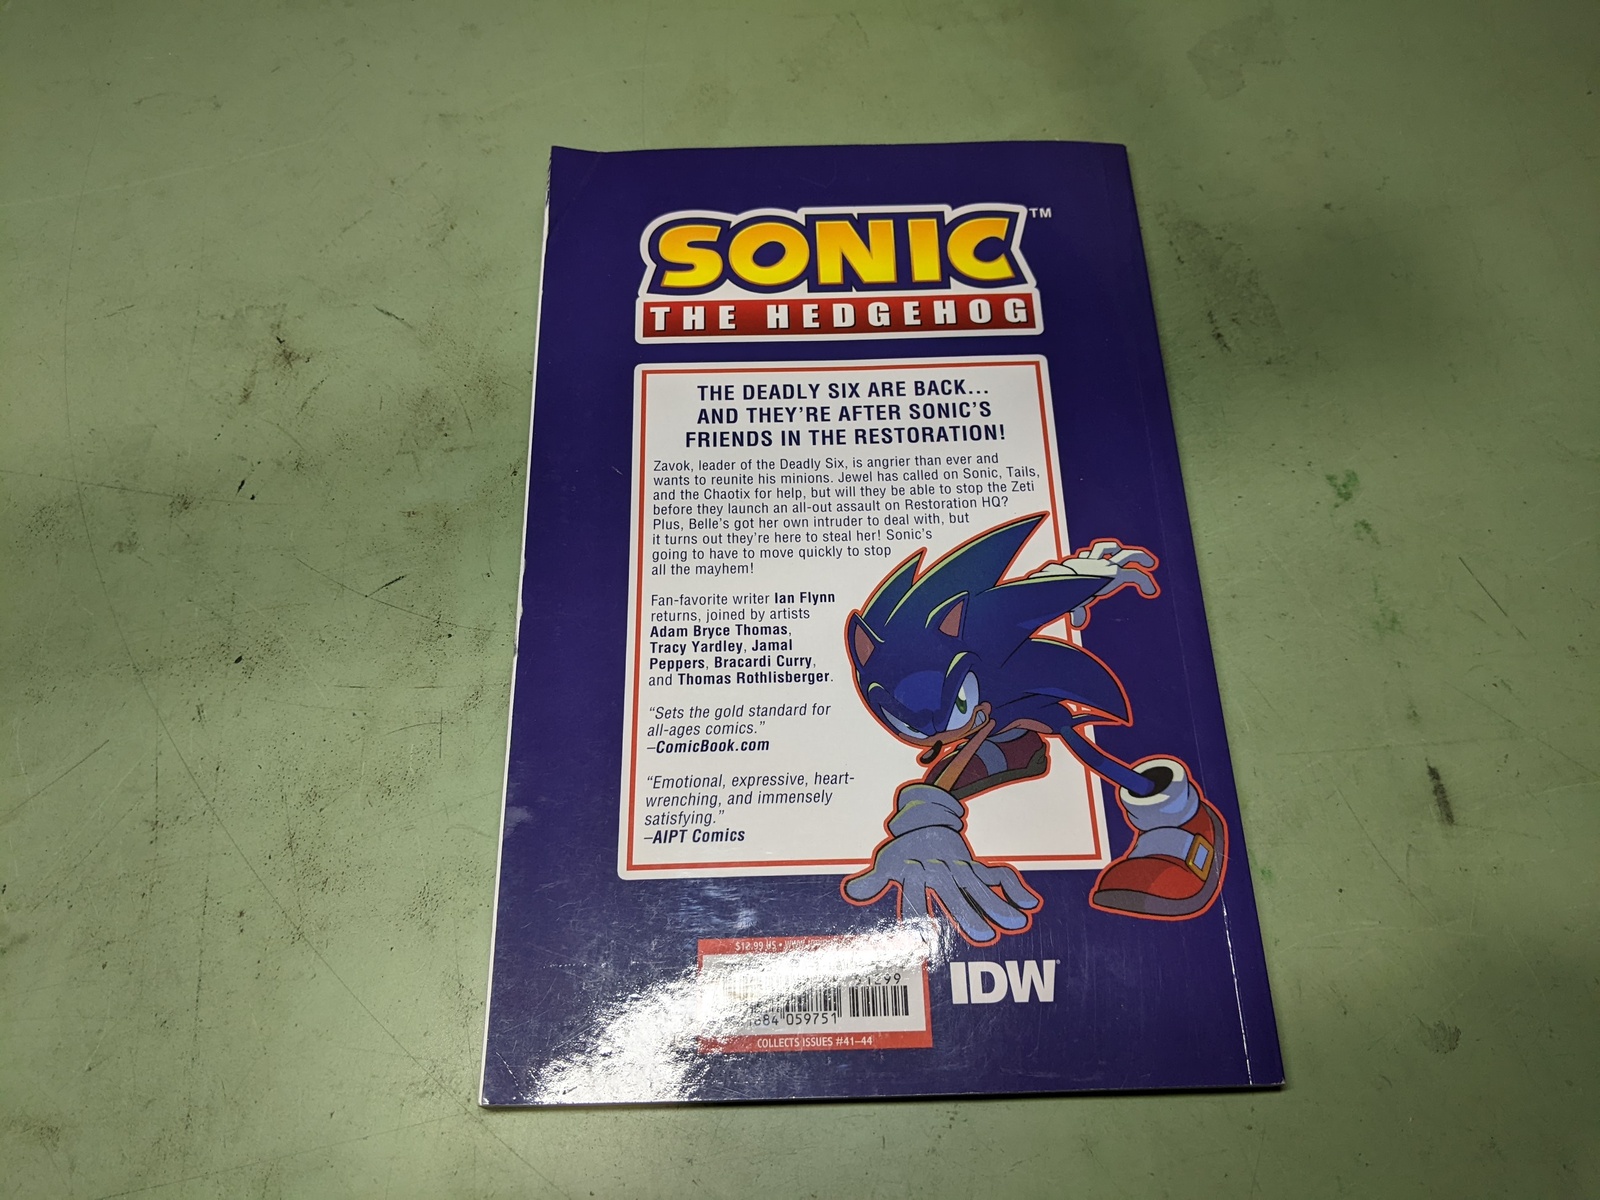 SONIC™
THE HEDGEHOG
THE DEADLY SIX ARE BACK...
AND THEY'RE AFTER SONIC'S
FRIENDS IN THE RESTORATION!
Zavok, leader of the Deadly Six, is angrier than ever and
wants to reunite his minions. Jewel has called on Sonic, Tails,
and the Chaotix for help, but will they be able to stop the Zeti
before they launch an all-out assault on Restoration HQ?
Plus, Belle's got her own intruder to deal with, but
it turns out they're here to steal her! Sonic's
going to have to move quickly to stop
all the mayhem!
Fan-favorite writer Ian Flynn
returns, joined by artists
Adam Bryce Thomas,
Tracy Yardley, Jamal
Peppers, Bracardi Curry,
and Thomas Rothlisberger.
“Sets the gold standard for
all-ages comics.”
–ComicBook.com
“Emotional, expressive, heart-
wrenching, and immensely
satisfying.”
–AIPT Comics
$12.99 US •
059751
IDW
COLLECTS ISSUES #41–44